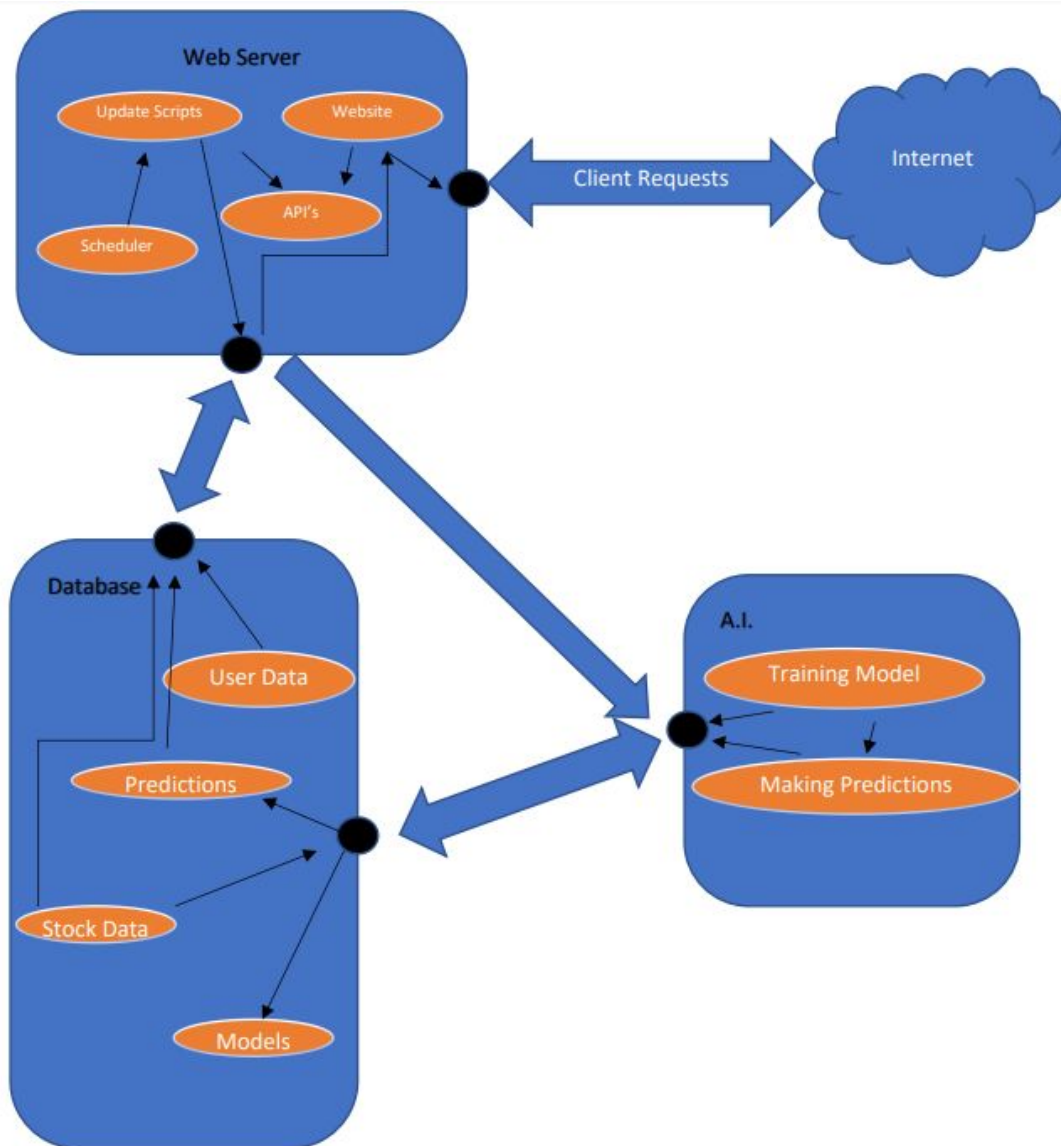 Web Server
Update Scripts
Website
API's
Scheduler
Client Requests
Internet
Database
User Data
Predictions
Stock Data
Models
A.I.
Training Model
Making Predictions